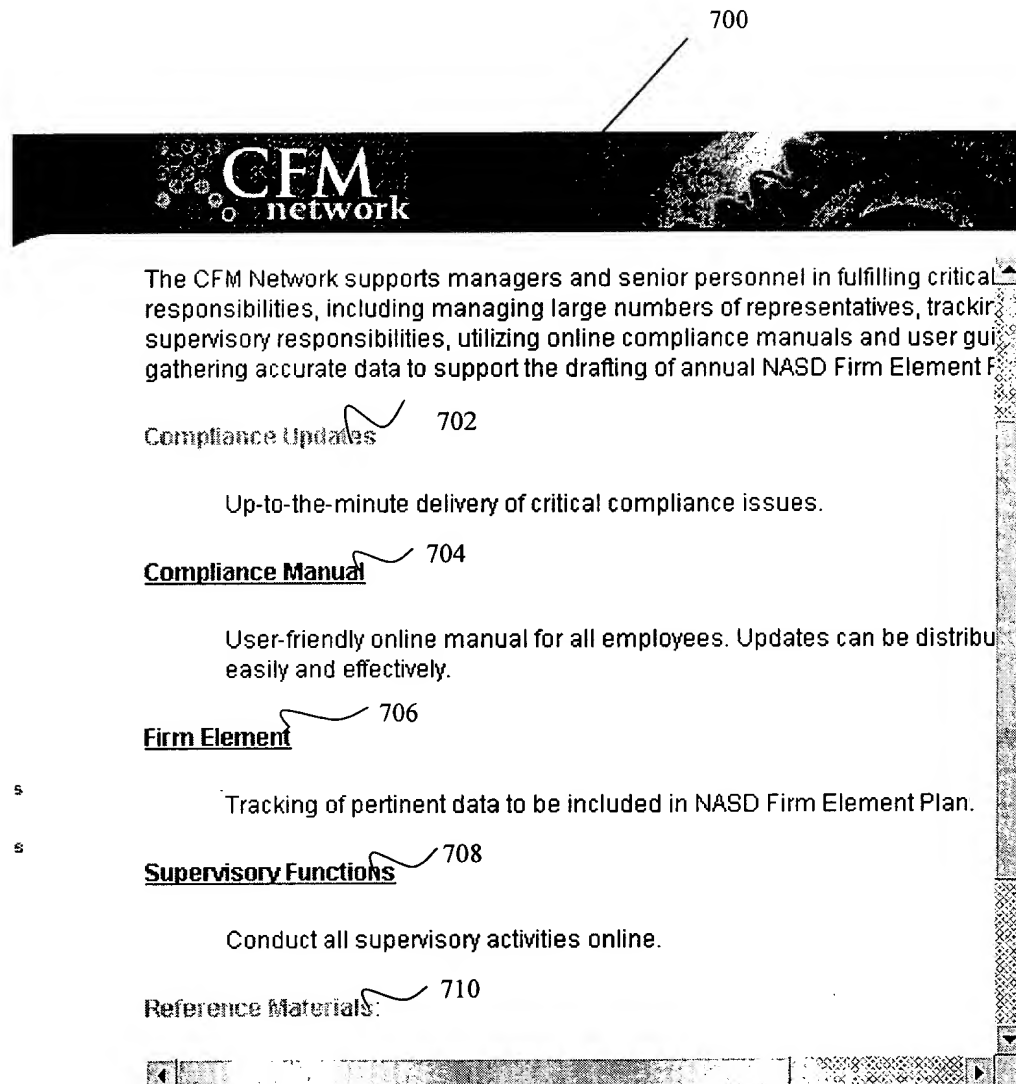 700
CFM
network
The CFM Network supports managers and senior personnel in fulfilling critical
responsibilities, including managing large numbers of representatives,
supervisory responsibilities, utilizing online compliance manuals and user
gathering accurate data to support the drafting of annual NASD Firm Element
Compliance Updates 702
Up-to-the-minute delivery of critical compliance issues.
Compliance Manual 704
User-friendly online manual for all employees. Updates can be distribu
easily and effectively.
Firm Element 706
s
Tracking of pertinent data to be included in NASD Firm Element Plan.
s
Supervisory Functions 708
Conduct all supervisory activities online.
Reference Materials: 710